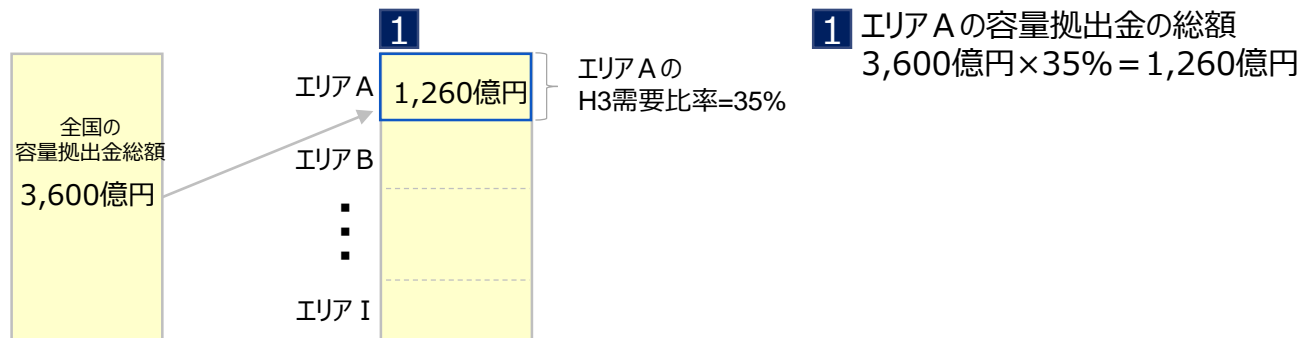 1
1 エリアAの容量拠出金の総額
3,600億円×35%＝1,260億円
エリアA
1,260億円
エリアAの
H3需要比率=35%
全国の
容量拠出金総額
3,600億円
エリアB
⋮
エリアI